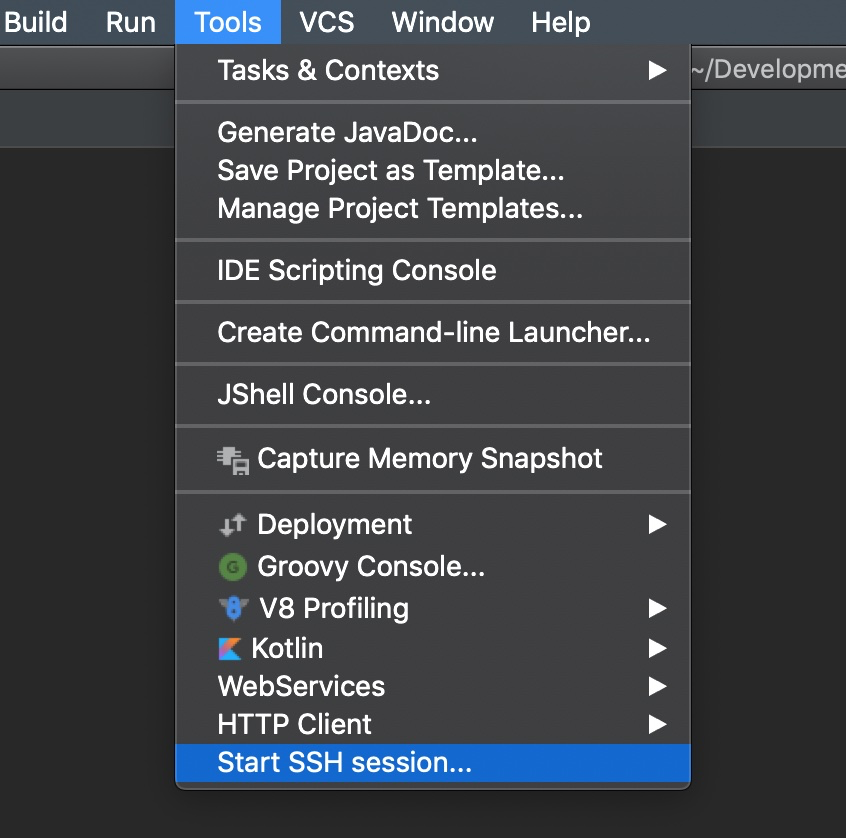 Build Run Tools VCS Window Help
~/Developme
Tasks & Contexts
Generate JavaDoc...
Save Project as Template...
Manage Project Templates...
IDE Scripting Console
Create Command-line Launcher...
JShell Console...
Capture Memory Snapshot
Deployment
G Groovy Console...
V8 Profiling
Kotlin
WebServices
HTTP Client
Start SSH session...